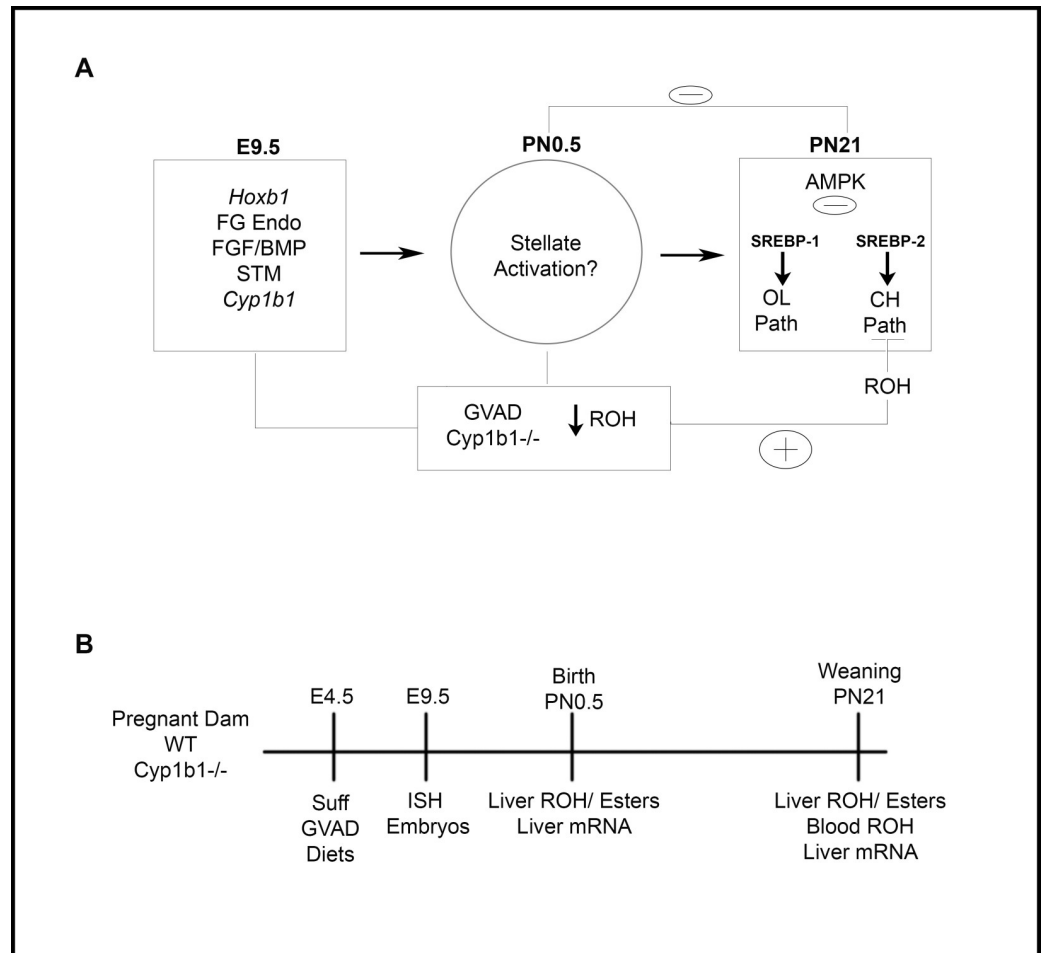 A
E9.5
Hoxb1
FG Endo
FGF/BMP
STM
Cyp1b1
PN0.5
Stellate
Activation?
PN21
AMPK
SREBP-1
SREBP-2
OL
Path
CH
Path
ROH
GVAD
Cyp1b1-/-
ROH
B
Pregnant Dam
WT
Cyp1b1-/-
E4.5
Suff
GVAD
Diets
E9.5
ISH
Embryos
Birth
PN0.5
Liver ROH/ Esters
Liver mRNA
Weaning
PN21
Liver ROH/ Esters
Blood ROH
Liver mRNA